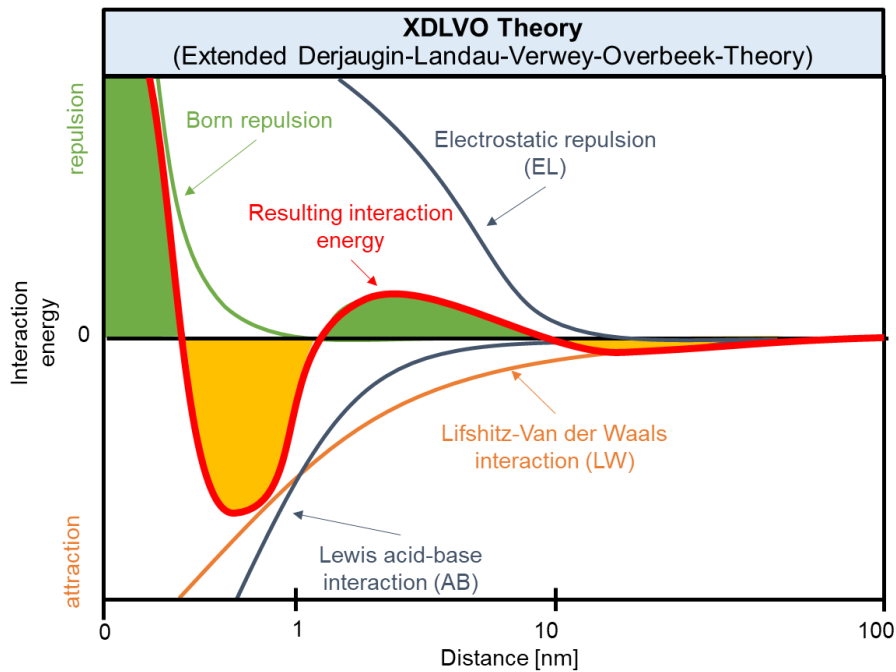 XDLVO Theory
(Extended Derjaugin-Landau-Verwey-Overbeek-Theory)
repulsion
Born repulsion
Electrostatic repulsion
(EL)
Resulting interaction
energy
Interaction
energy
0
Lifshitz-Van der Waals
interaction (LW)
attraction
Lewis acid-base
interaction (AB)
0
1
10
100
Distance [nm]